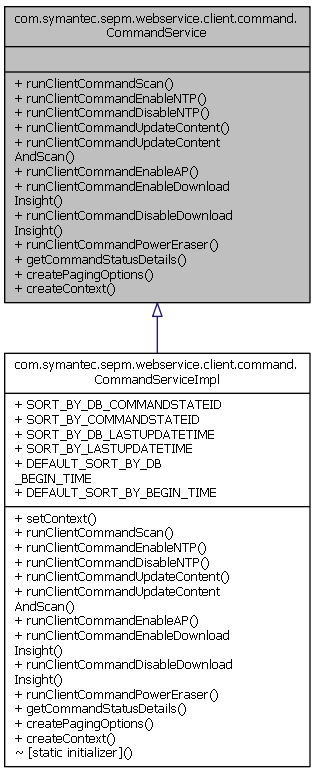 com.symantec.sepm.webservice.client.command.
CommandService
+ runClientCommandScan()
+ runClientCommandEnableNTP()
+ runClientCommandDisableNTP()
+ runClientCommandUpdateContent()
+ runClientCommandUpdateContent
AndScan()
+ runClientCommandEnableAP()
+ runClientCommandEnableDownload
Insight()
+ runClientCommandDisableDownload
Insight()
+ runClientCommandPowerEraser()
+ getCommandStatusDetails()
+ createPagingOptions()
+ createContext()
com.symantec.sepm.webservice.client.command.
CommandServiceImpl
+ SORT_BY_DB_COMMANDSTATEID
+ SORT_BY_COMMANDSTATEID
+ SORT_BY_DB_LASTUPDATETIME
+ SORT_BY_LASTUPDATETIME
+ DEFAULT_SORT_BY_DB
_BEGIN_TIME
+ DEFAULT_SORT_BY_BEGIN_TIME
+ setContext()
+ runClientCommandScan()
+ runClientCommandEnableNTP()
+ runClientCommandDisableNTP()
+ runClientCommandUpdateContent()
+ runClientCommandUpdateContent
AndScan()
+ runClientCommandEnableAP()
+ runClientCommandEnableDownload
Insight()
+ runClientCommandDisableDownload
Insight()
+ runClientCommandPowerEraser()
+ getCommandStatusDetails()
+ createPagingOptions()
+ createContext()
~ [static initializer]()